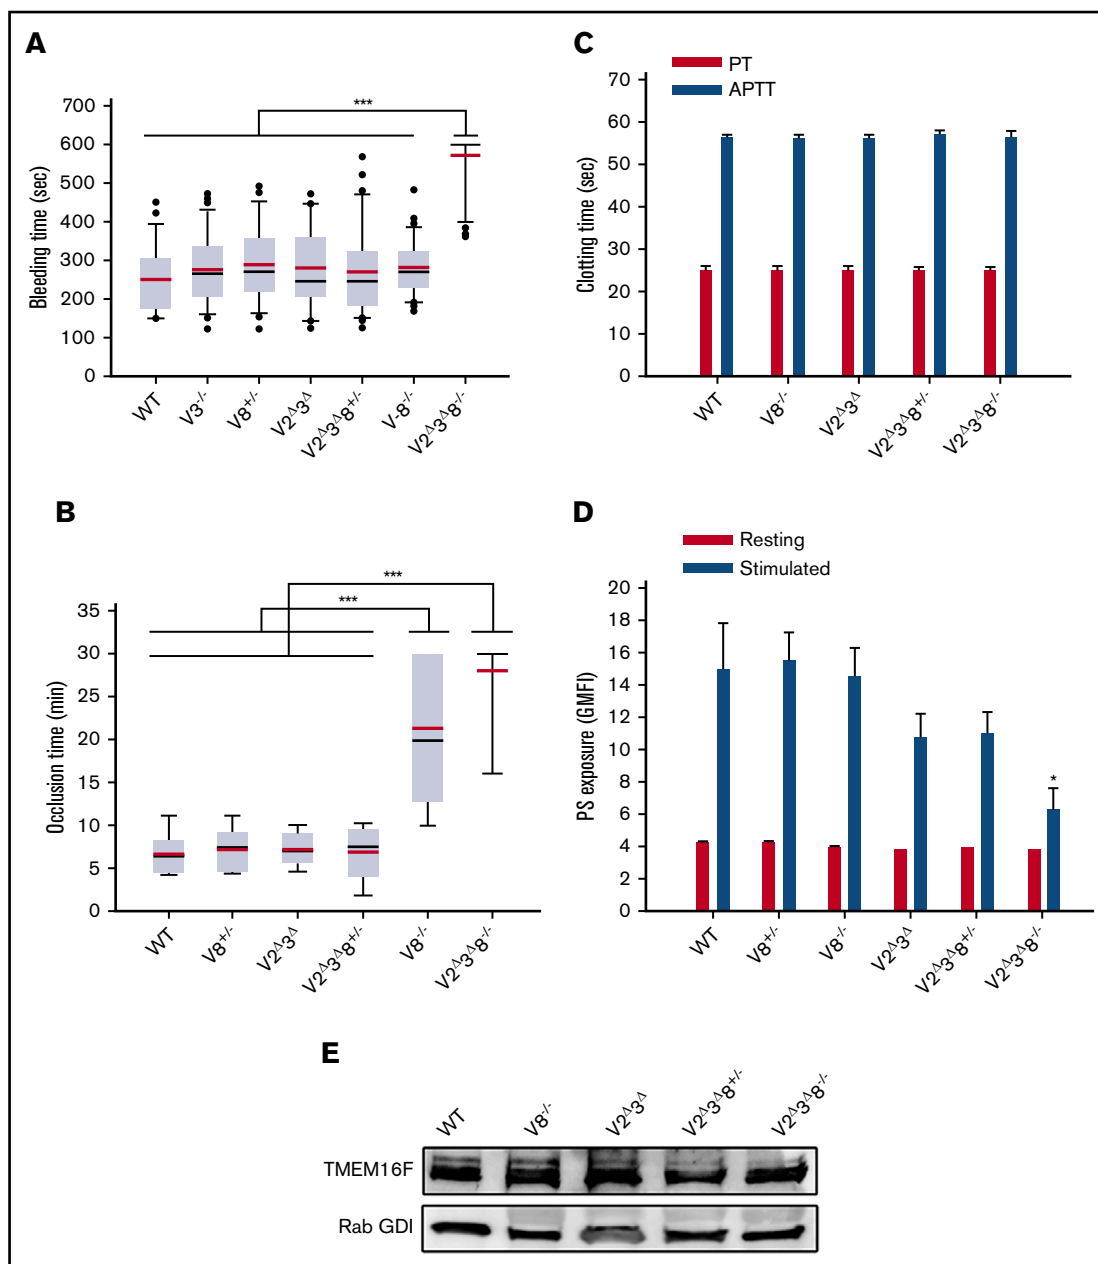 A
Bleeding time (sec)
700
600
500
400
300
200
100
0
***
WT
V3-/-
V8+/-
V2Δ3Δ
V2Δ3Δ8+/-
V-8-/-
V2Δ3Δ8-/-
C
PT
APTT
Clotting time (sec)
70
60
50
40
30
20
10
0
WT
V8-/-
V2Δ3Δ
V2Δ3Δ8+/-
V2Δ3Δ8-/-
B
Occlusion time (min)
35
30
25
20
15
10
5
0
***
***
WT
V8+/-
V2Δ3Δ
V2Δ3Δ8+/-
V8-/-
V2Δ3Δ8-/-
D
Resting
Stimulated
PS exposure (GMFI)
20
18
16
14
12
10
8
6
4
2
0
*
WT
V8+/-
V8-/-
V2Δ3Δ
V2Δ3Δ8+/-
V2Δ3Δ8-/-
E
WT
V8-/-
V2Δ3Δ
V2Δ3Δ8+/-
V2Δ3Δ8-/-
TMEM16F
Rab GDI